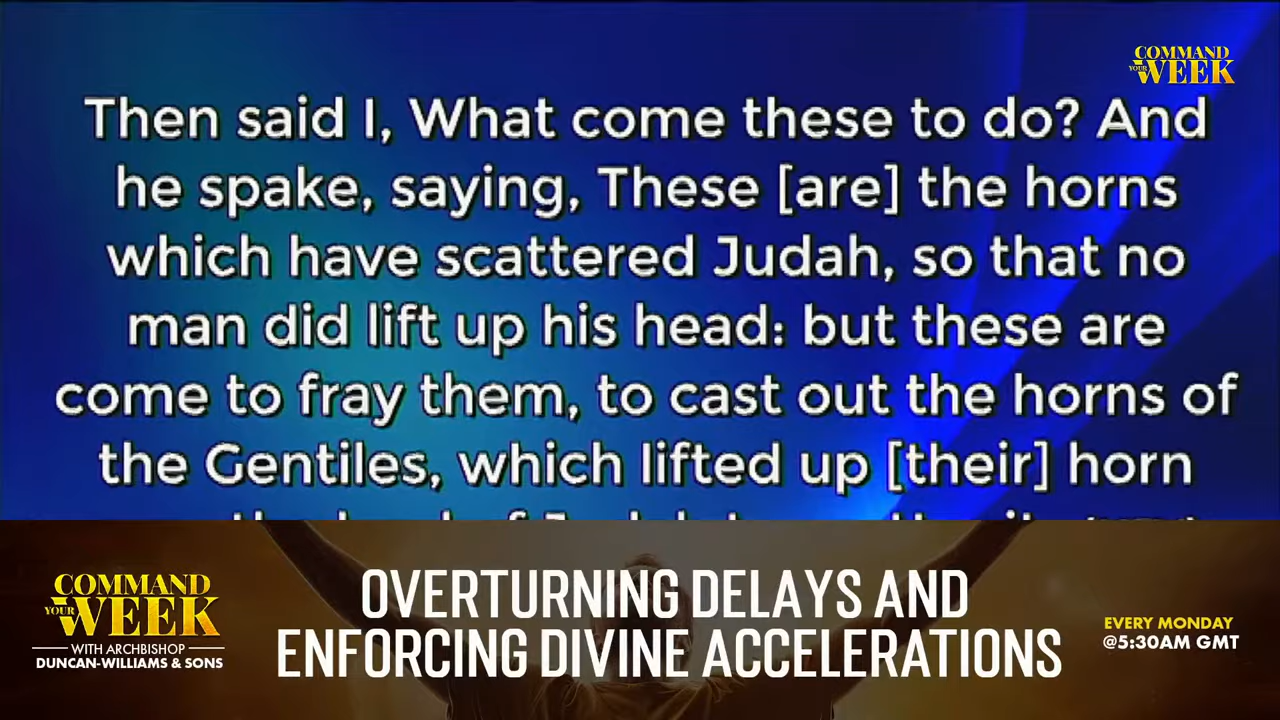 COMMAND
YOUR WEEK
Then said I, What come these to do? And
he spake, saying, These [are] the horns
which have scattered Judah, so that no
man did lift up his head: but these are
come to fray them, to cast out the horns of
the Gentiles, which lifted up [their] horn
COMMAND
YOUR WEEK
WITH ARCHBISHOP
DUNCAN-WILLIAMS & SONS
OVERTURNING DELAYS AND
ENFORCING DIVINE ACCELERATIONS
EVERY MONDAY
@5:30AM GMT